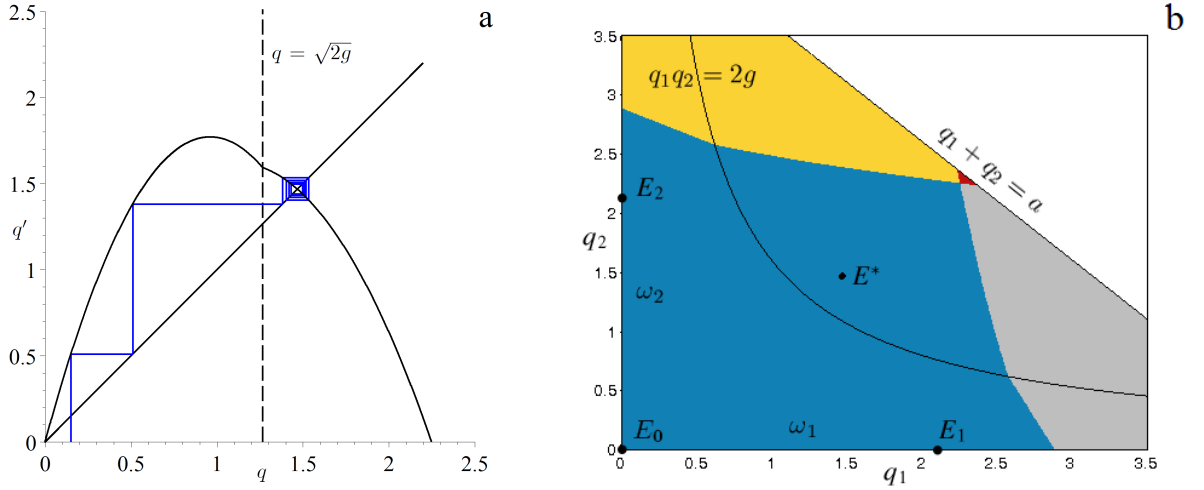 a
2.5
2
1.5
q′
1
0.5
0
q = √2g
0 0.5 1 1.5 2 2.5
q
b
3.5
3
2.5
2
q₂
1.5
1
0.5
0
q₁q₂ = 2g
q₁ + q₂ = a
E₂
E*
ω₂
E₀
ω₁
E₁
0 0.5 1 1.5 2 2.5 3 3.5
q₁